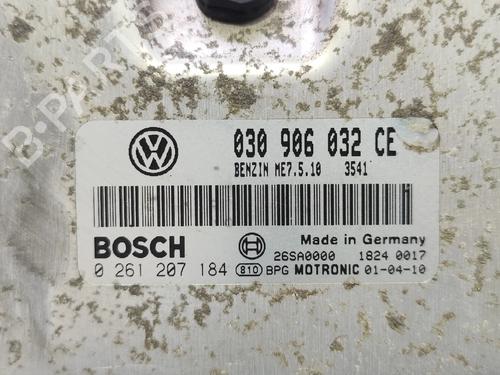 B-PARTS
030 906 032 CE
BENZIN ME7.5.10 3541
BOSCH Made in Germany
26SA0000 1824 0017
0 261 207 184 810 BPG MOTRONIC 01-04-10